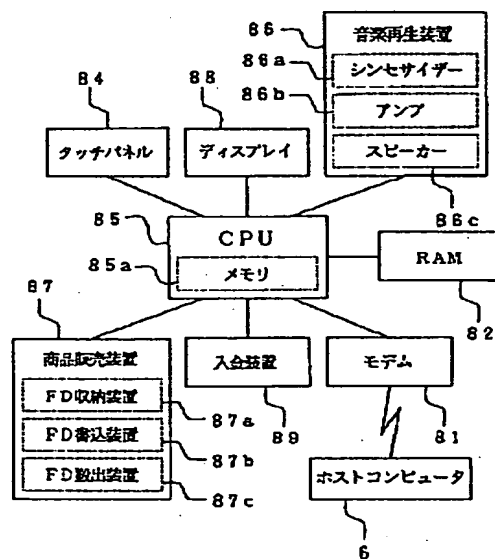 86
音楽再生装置
86a
シンセサイザー
86b
アンプ
スピーカー
86c
84
88
タッチパネル
ディスプレイ
85
CPU
85a
メモリ
RAM
82
87
商品販売装置
FD収納装置
87a
FD書込装置
87b
FD搬出装置
87c
入会装置
89
モデム
81
ホストコンピュータ
6